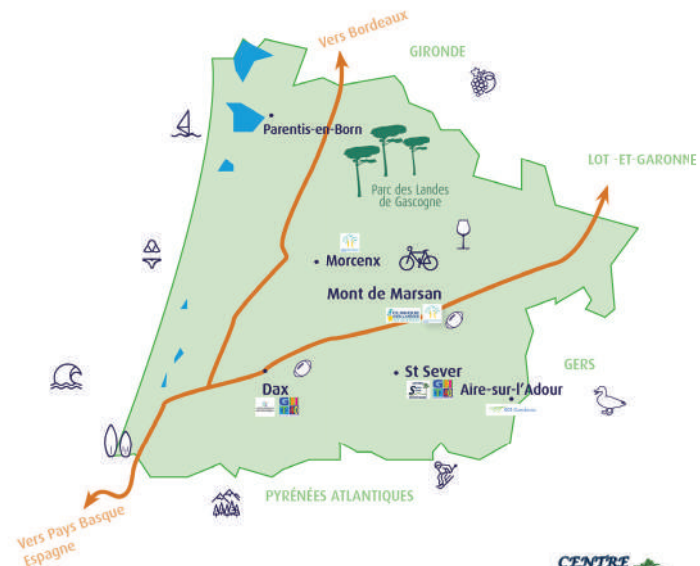 Vers Bordeaux
GIRONDE
Parentis-en-Born
LOT -ET-GARONNE
Parc des Landes
de Gascogne
Morcenx
Mont de Marsan
St Sever
GERS
Dax
Aire-sur-l'Adour
PYRÉNÉES ATLANTIQUES
Vers Pays Basque
Espagne
CENTRE